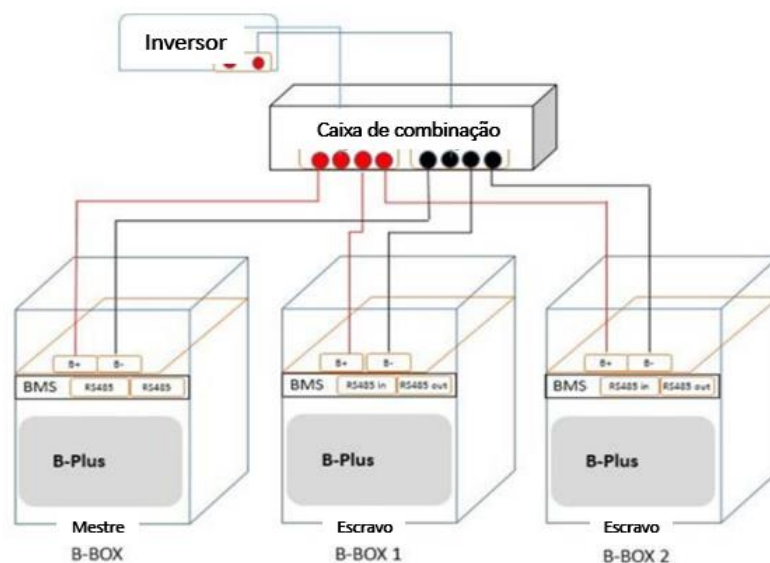 Inversor
Caixa de combinação
B+ B-
B+ B-
B+ B-
BMS RS485 RS485
BMS RS485 in RS485 out
BMS RS485 in RS485 out
B-Plus
B-Plus
B-Plus
Mestre
Escravo
Escravo
B-BOX
B-BOX 1
B-BOX 2